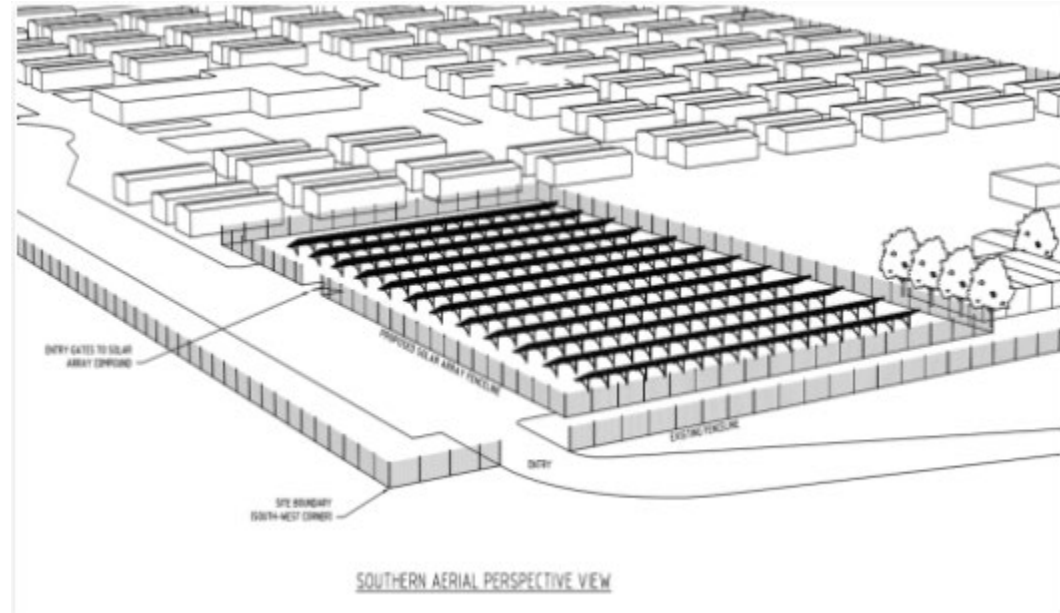 ENTRY GATES TO SOLAR
ARRAY COMPOUND
PROPOSED SOLAR ARRAY FENCELINE
EXISTING FENCELINE
ENTRY
SITE BOUNDARY
(SOUTH-WEST CORNER)
SOUTHERN AERIAL PERSPECTIVE VIEW